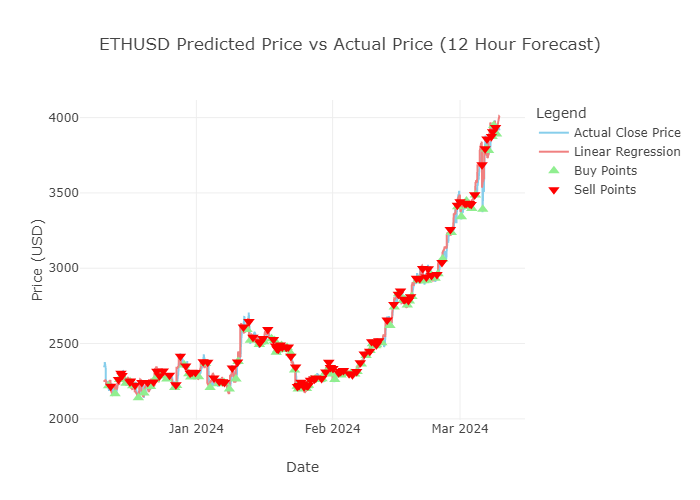 ETHUSD Predicted Price vs Actual Price (12 Hour Forecast)
Legend
Actual Close Price
Linear Regression
Buy Points
Sell Points
4000
3500
3000
2500
2000
Price (USD)
Jan 2024
Feb 2024
Mar 2024
Date